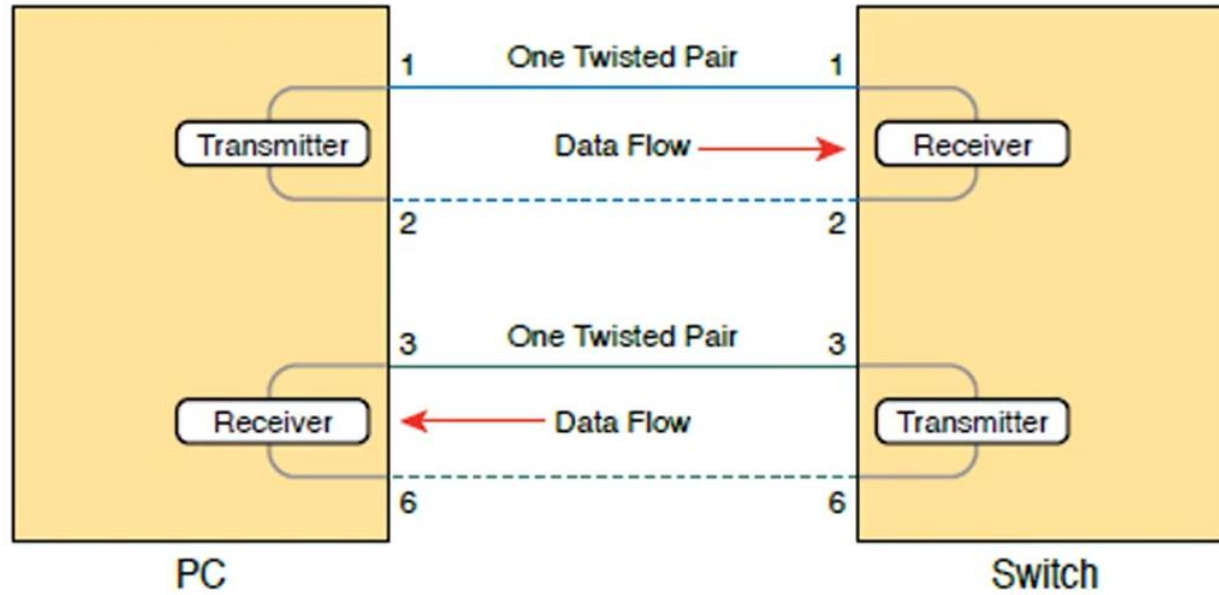 1 One Twisted Pair 1
Transmitter Data Flow Receiver
2 2
3 One Twisted Pair 3
Receiver Data Flow Transmitter
6 6
PC Switch